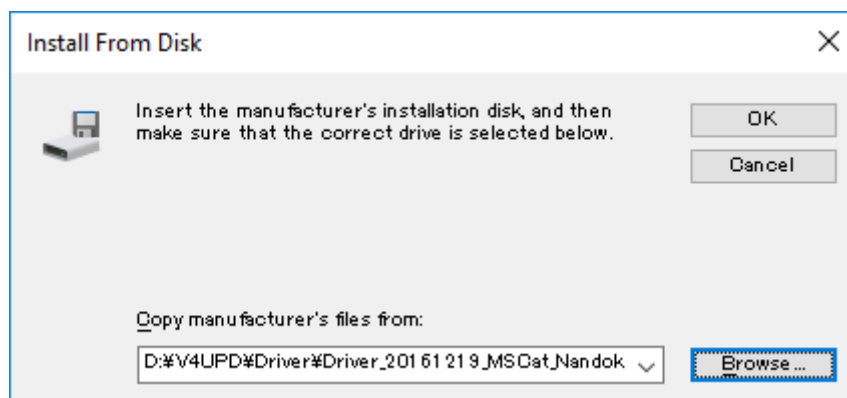 Install From Disk
Insert the manufacturer's installation disk, and then
make sure that the correct drive is selected below.
OK
Cancel
Copy manufacturer's files from:
D:¥V4UPD¥Driver¥Driver_20161219_MSCat_Nandok
Browse...